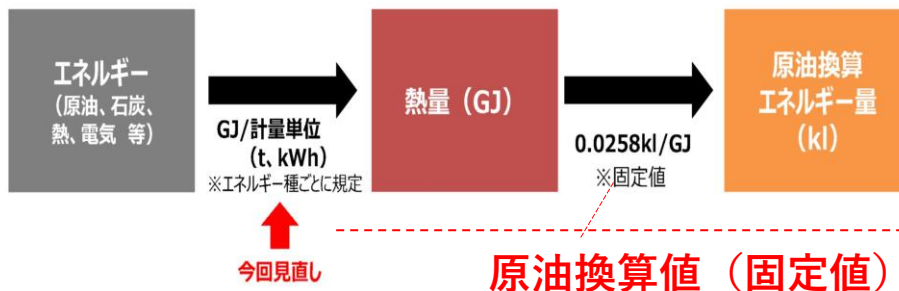 エネルギー
(原油、石炭、
熱、電気 等)
GJ/計量単位
(t、kWh)
※エネルギー種ごとに規定
今回見直し
熱量(GJ)
0.0258kl/GJ
※固定値
原油換算
エネルギー量
(kl)
原油換算値(固定値)